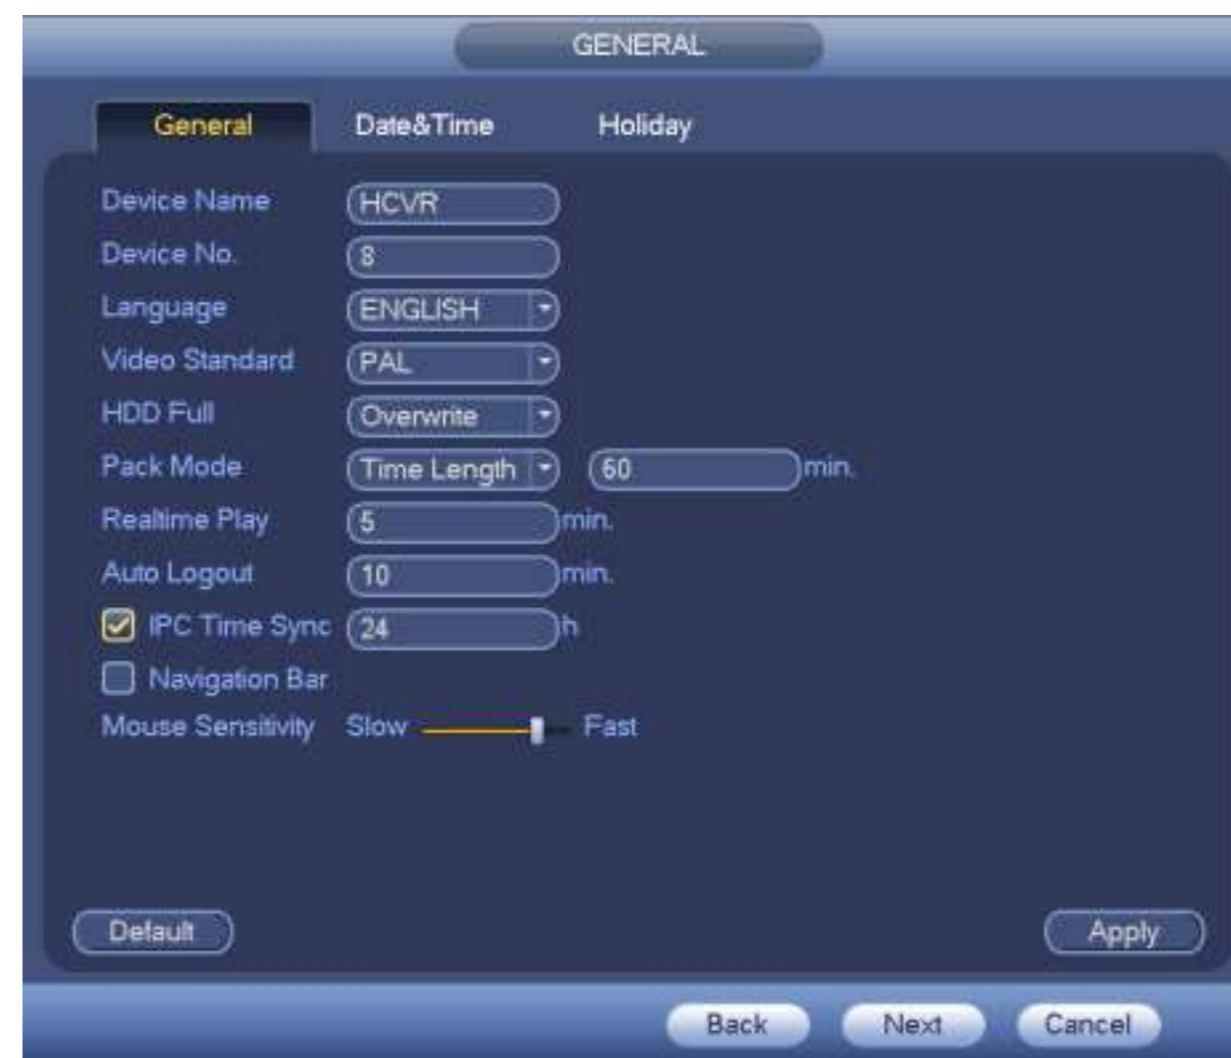 GENERAL
General Date&Time Holiday
Device Name HCVR
Device No. 8
Language ENGLISH
Video Standard PAL
HDD Full Overwrite
Pack Mode Time Length 60 min.
Realtime Play 5 min.
Auto Logout 10 min.
IPC Time Sync 24 h
Navigation Bar
Mouse Sensitivity Slow Fast
Default Apply
Back Next Cancel